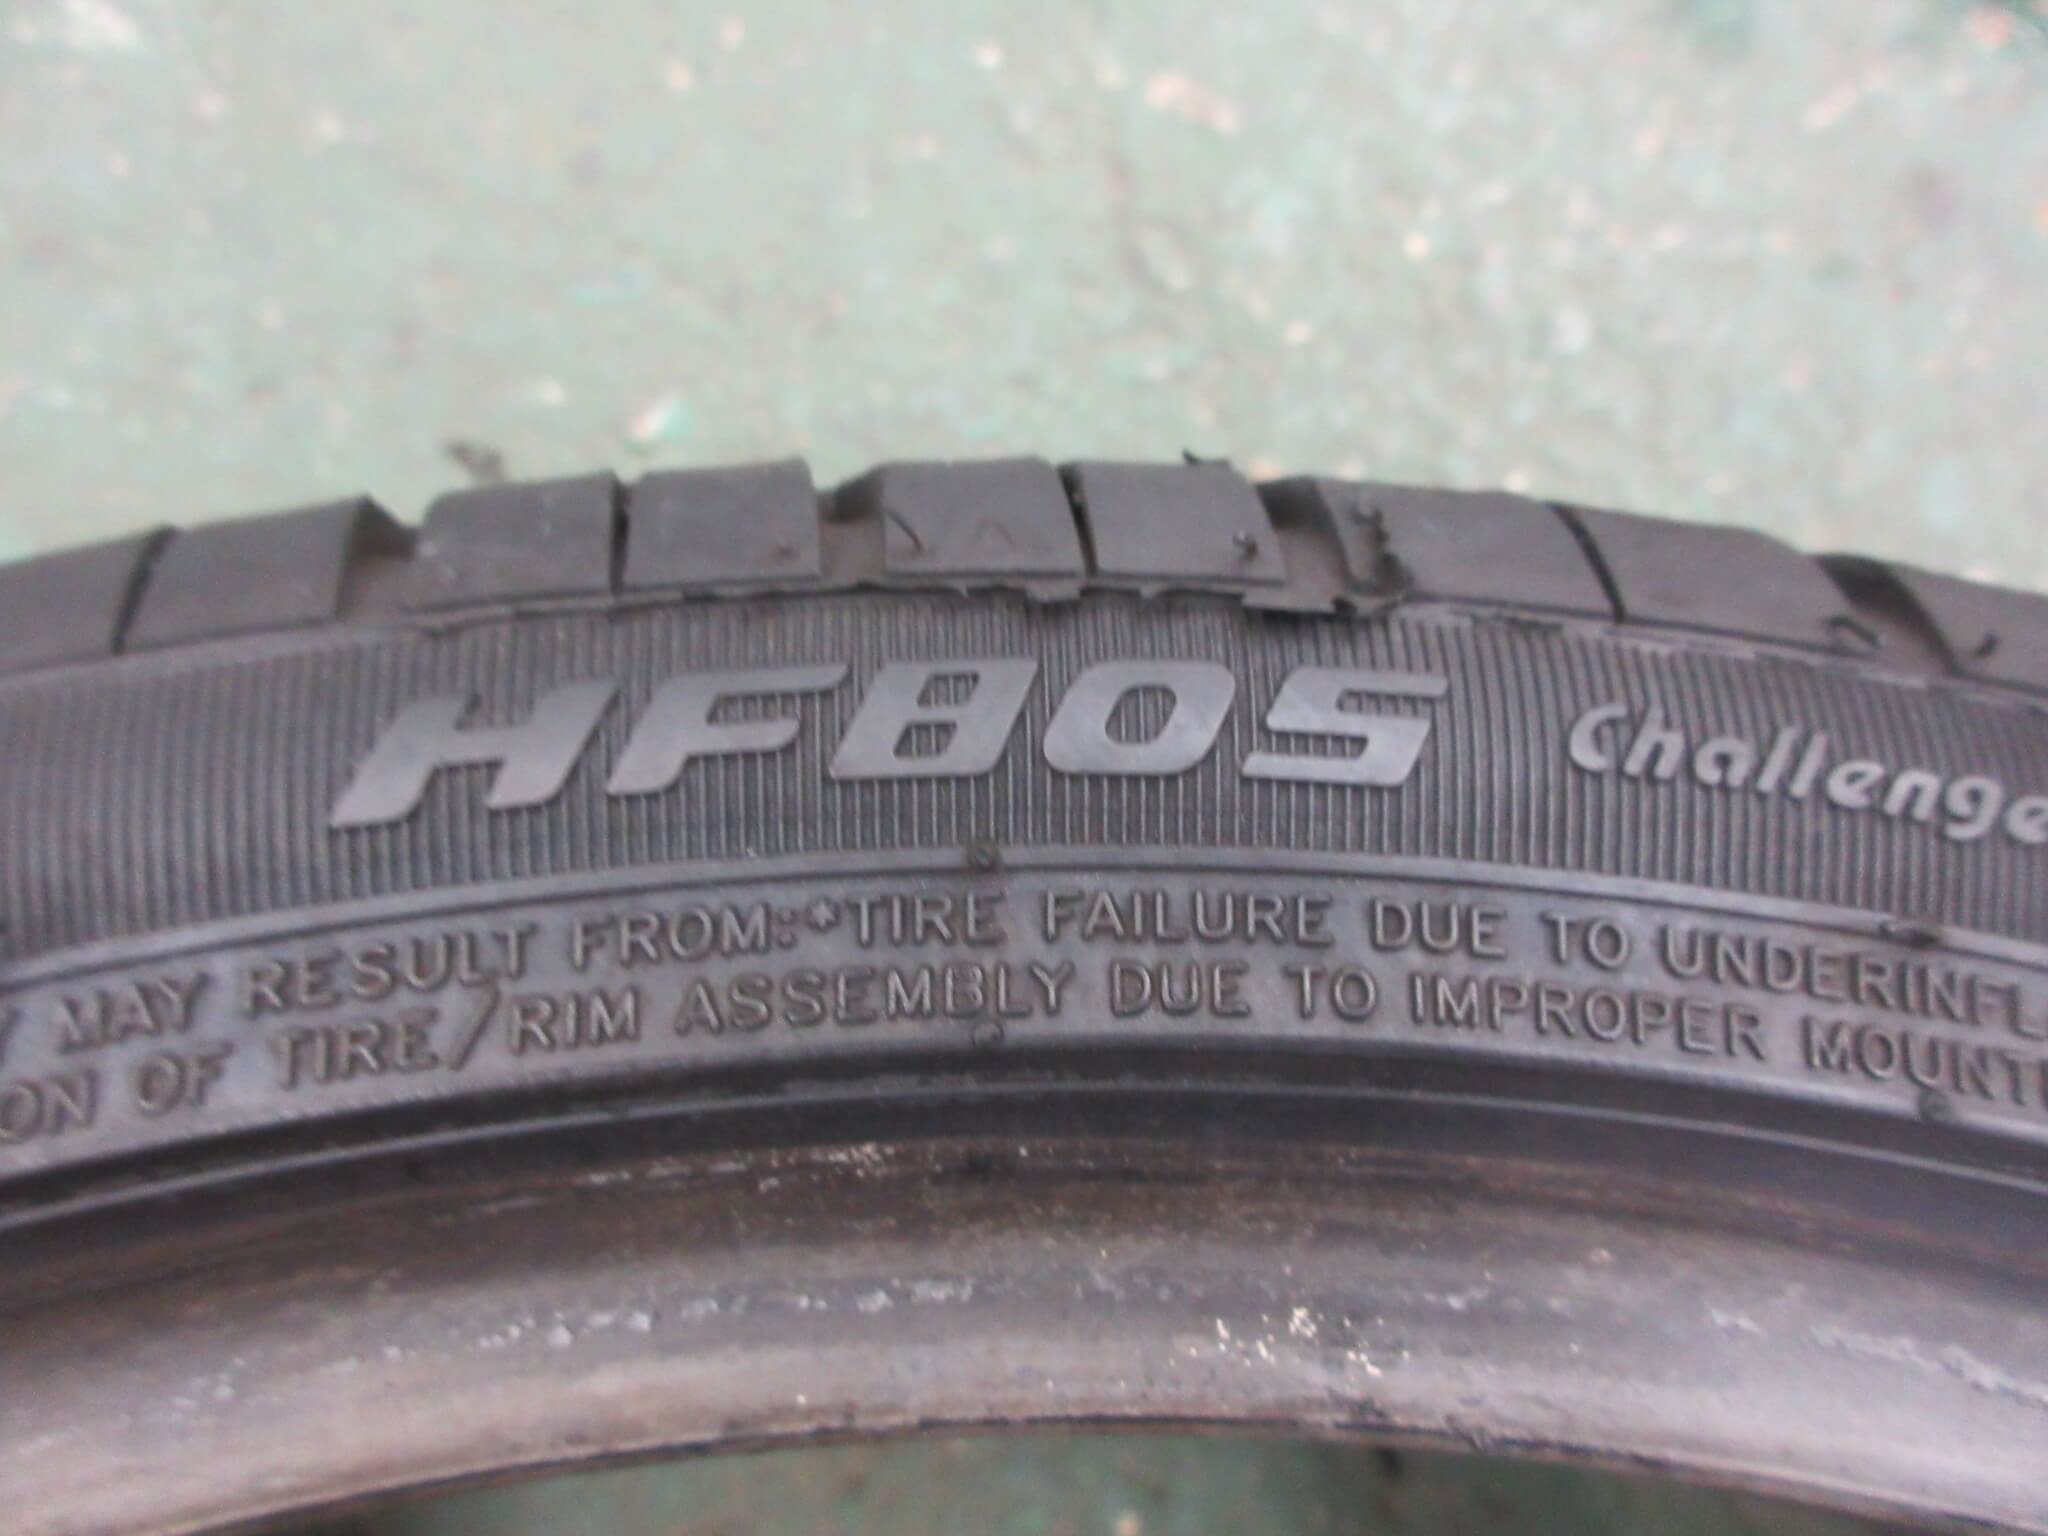 HF805 Challenge
MAY RESULT FROM:*TIRE FAILURE DUE TO UNDERINFL
ON OF TIRE/RIM ASSEMBLY DUE TO IMPROPER MOUNT